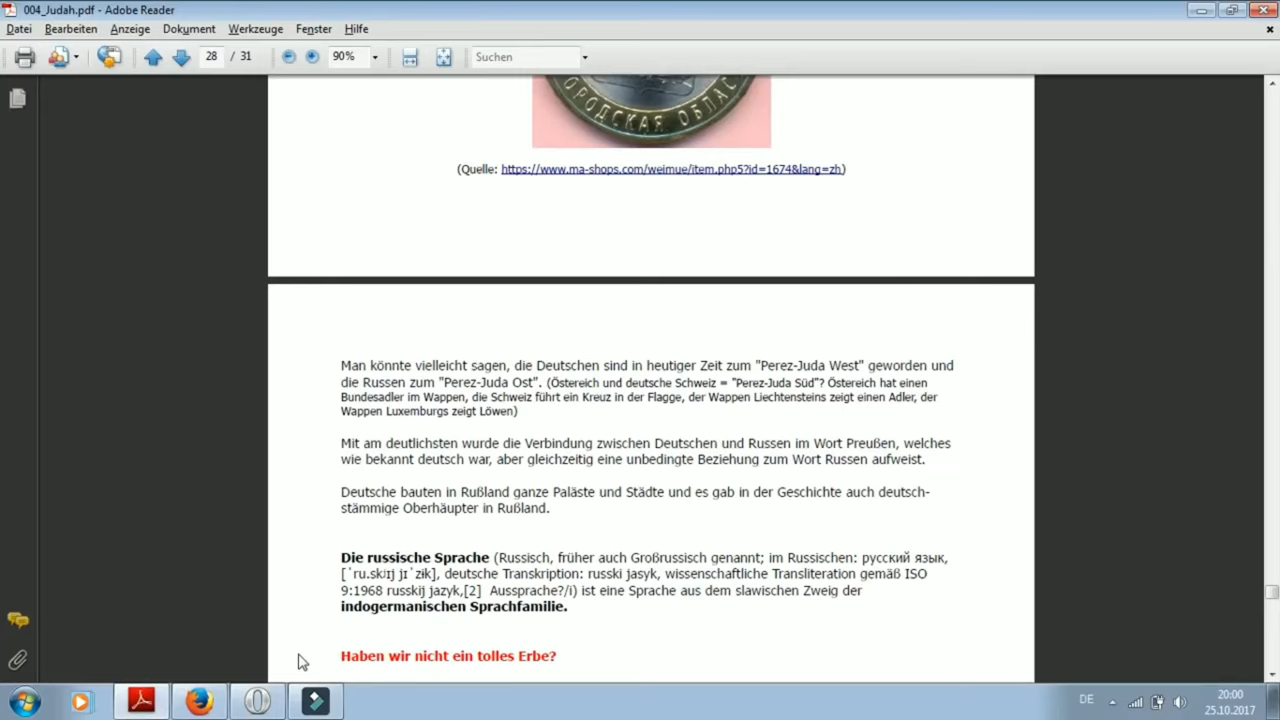 004_Judah.pdf - Adobe Reader
Datei Bearbeiten Anzeige Dokument Werkzeuge Fenster Hilfe
28 / 31 90% Suchen
ОРОДСКАЯ ОБЛАС
(Quelle: https://www.ma-shops.com/weimue/item.php5?id=1674&lang=zh)
Man könnte vielleicht sagen, die Deutschen sind in heutiger Zeit zum "Perez-Juda West" geworden und
die Russen zum "Perez-Juda Ost". (Östereich und deutsche Schweiz = "Perez-Juda Süd"? Östereich hat einen
Bundesadler im Wappen, die Schweiz führt ein Kreuz in der Flagge, der Wappen Liechtensteins zeigt einen Adler, der
Wappen Luxemburgs zeigt Löwen)
Mit am deutlichsten wurde die Verbindung zwischen Deutschen und Russen im Wort Preußen, welches
wie bekannt deutsch war, aber gleichzeitig eine unbedingte Beziehung zum Wort Russen aufweist.
Deutsche bauten in Rußland ganze Paläste und Städte und es gab in der Geschichte auch deutsch-
stämmige Oberhäupter in Rußland.
Die russische Sprache (Russisch, früher auch Großrussisch genannt; im Russischen: русский язык,
[ˈru.skʲɪj jɪˈzɨk], deutsche Transkription: russki jasyk, wissenschaftliche Transliteration gemäß ISO
9:1968 russkij jazyk,[2] Aussprache?/i) ist eine Sprache aus dem slawischen Zweig der
indogermanischen Sprachfamilie.
Haben wir nicht ein tolles Erbe?
DE
20:00
25.10.2017